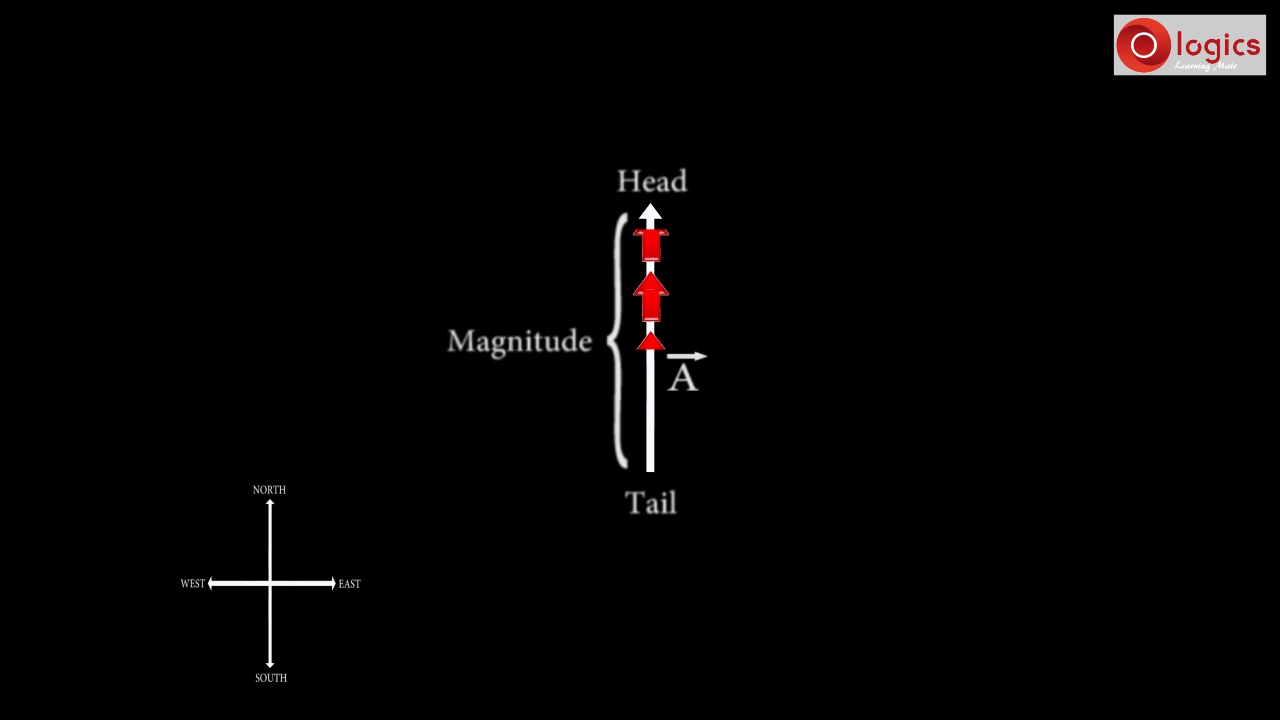 logics
Learning Mate
Head
Magnitude
A
Tail
NORTH
WEST
EAST
SOUTH